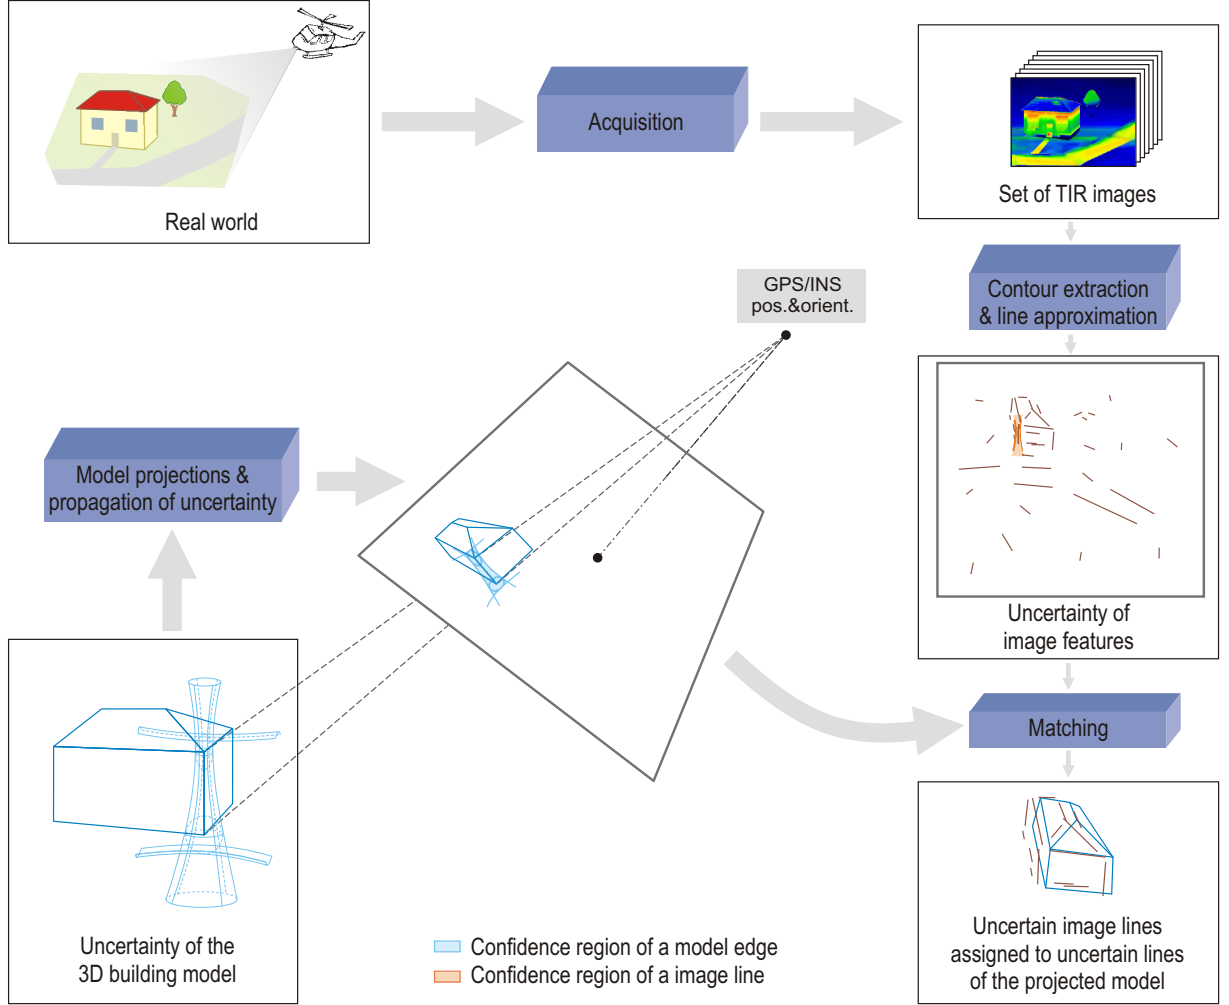 Real world
Acquisition
Set of TIR images
GPS/INS
pos.&orient.
Contour extraction
& line approximation
Model projections &
propagation of uncertainty
Uncertainty of
image features
Matching
Uncertainty of the
3D building model
Confidence region of a model edge
Confidence region of a image line
Uncertain image lines
assigned to uncertain lines
of the projected model